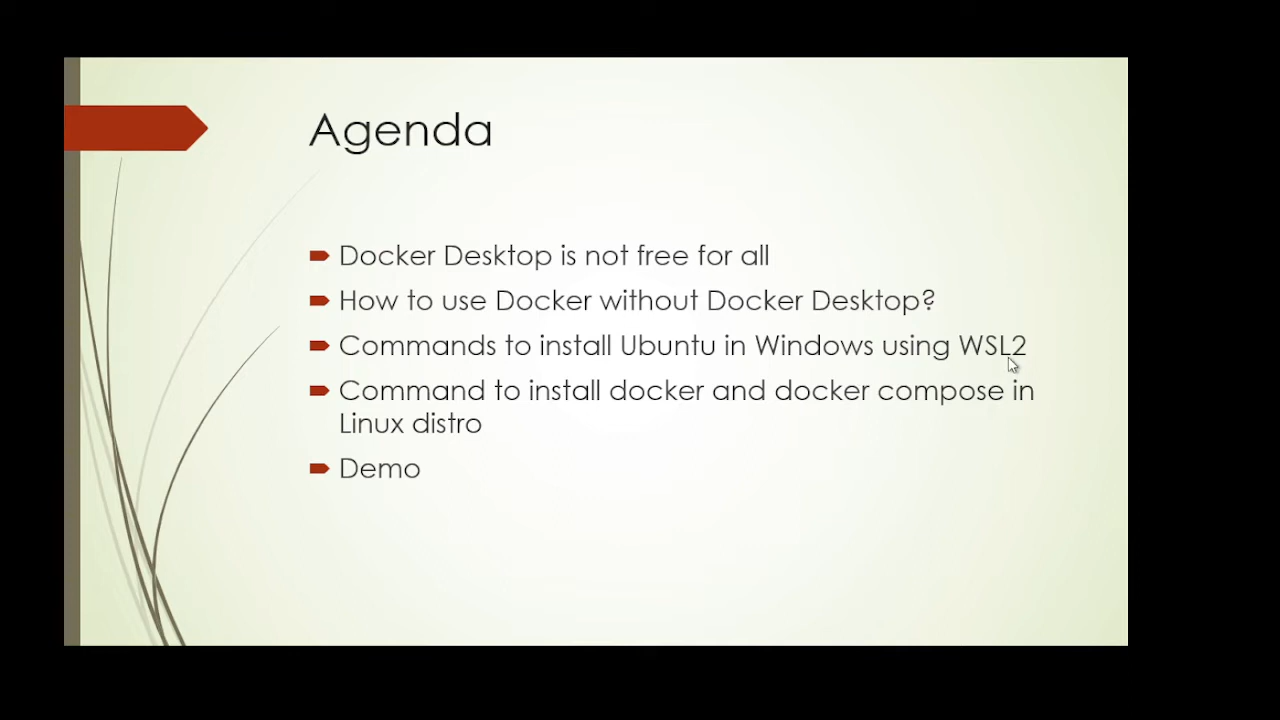 Agenda
Docker Desktop is not free for all
How to use Docker without Docker Desktop?
Commands to install Ubuntu in Windows using WSL2
Command to install docker and docker compose in
Linux distro
Demo